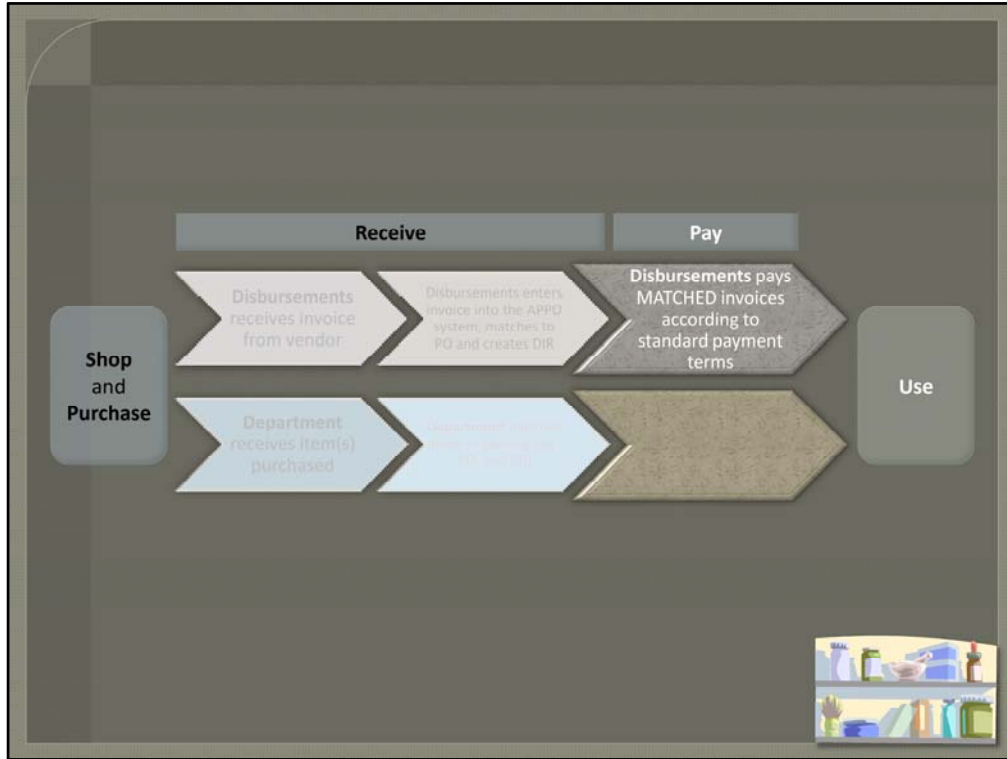 Receive
Pay
Disbursements
receives invoice
from vendor
Disbursements enters
invoice into the APPO
system, matches to
PO and creates DIR
Disbursements pays
MATCHED invoices
according to
standard payment
terms
Shop
and
Purchase
Department
receives item(s)
purchased
Department
Use